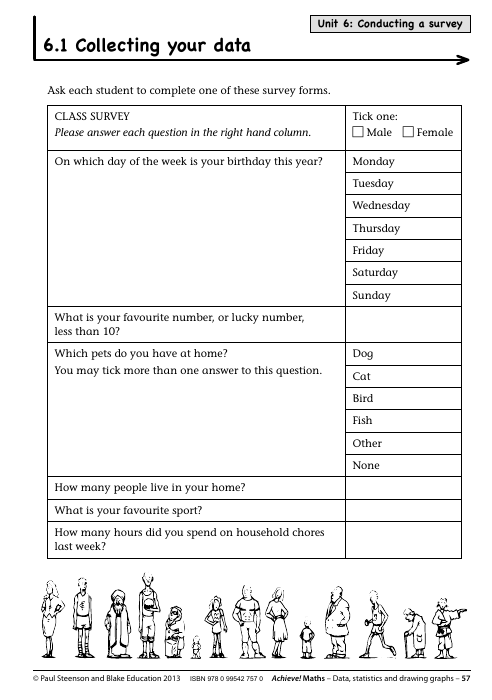 Unit 6: Conducting a survey
6.1 Collecting your data
Ask each student to complete one of these survey forms.
CLASS SURVEY
Please answer each question in the right hand column.
Tick one:
Male Female
On which day of the week is your birthday this year?
Monday
Tuesday
Wednesday
Thursday
Friday
Saturday
Sunday
What is your favourite number, or lucky number,
less than 10?
Which pets do you have at home?
You may tick more than one answer to this question.
Dog
Cat
Bird
Fish
Other
None
How many people live in your home?
What is your favourite sport?
How many hours did you spend on household chores
last week?
© Paul Steenson and Blake Education 2013 ISBN 978 0 99542 757 0 Achieve! Maths – Data, statistics and drawing graphs – 57